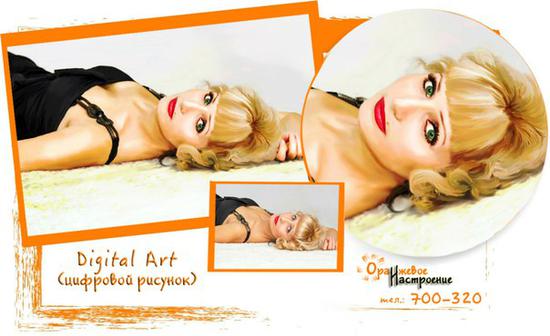 Digital Art
(цифровой рисунок)
Оранжевое
Настроение
тел.: 700-320